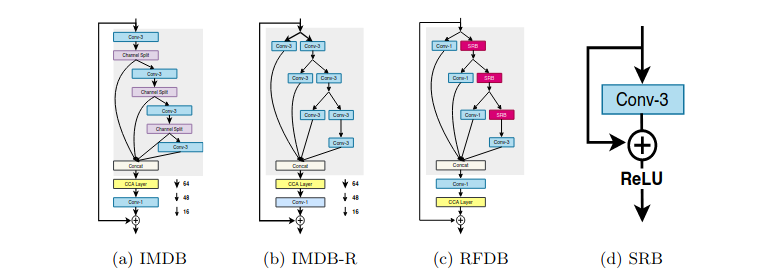 Conv-3
Channel Split
Conv-3
Channel Split
Conv-3
Channel Split
Conv-3
Concat
CCA Layer
64
48
Conv-1
16
(a) IMDB
Conv-3 Conv-3
Conv-3 Conv-3
Conv-3 Conv-3
Conv-3
Concat
CCA Layer
64
48
Conv-1
16
(b) IMDB-R
Conv-1 SRB
Conv-1 SRB
Conv-1 SRB
Conv-3
Concat
Conv-1
CCA Layer
(c) RFDB
Conv-3
ReLU
(d) SRB